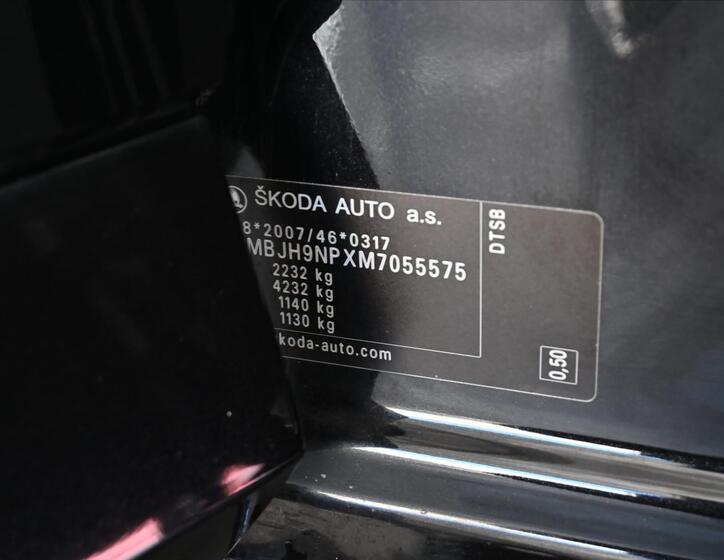 ŠKODA AUTO a.s.
8*2007/46*0317
MBJH9NPXM7055575
2232 kg
4232 kg
1140 kg
1130 kg
koda-auto.com
DTSB
0,50